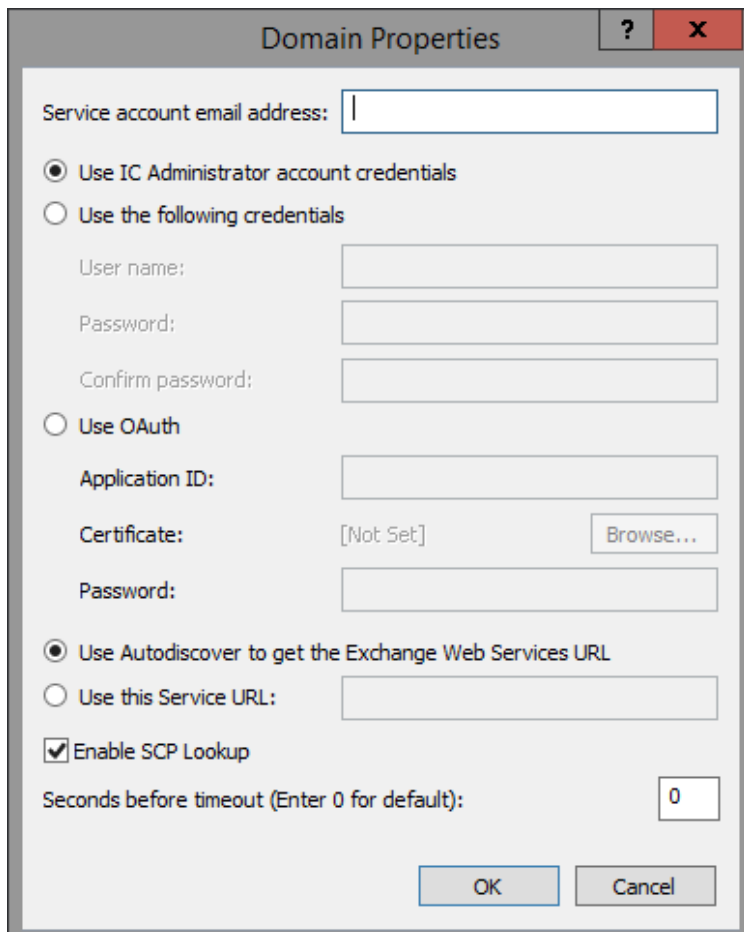 Domain Properties
? x
Service account email address:
Use IC Administrator account credentials
Use the following credentials
User name:
Password:
Confirm password:
Use OAuth
Application ID:
Certificate: [Not Set] Browse...
Password:
Use Autodiscover to get the Exchange Web Services URL
Use this Service URL:
Enable SCP Lookup
Seconds before timeout (Enter 0 for default): 0
OK Cancel